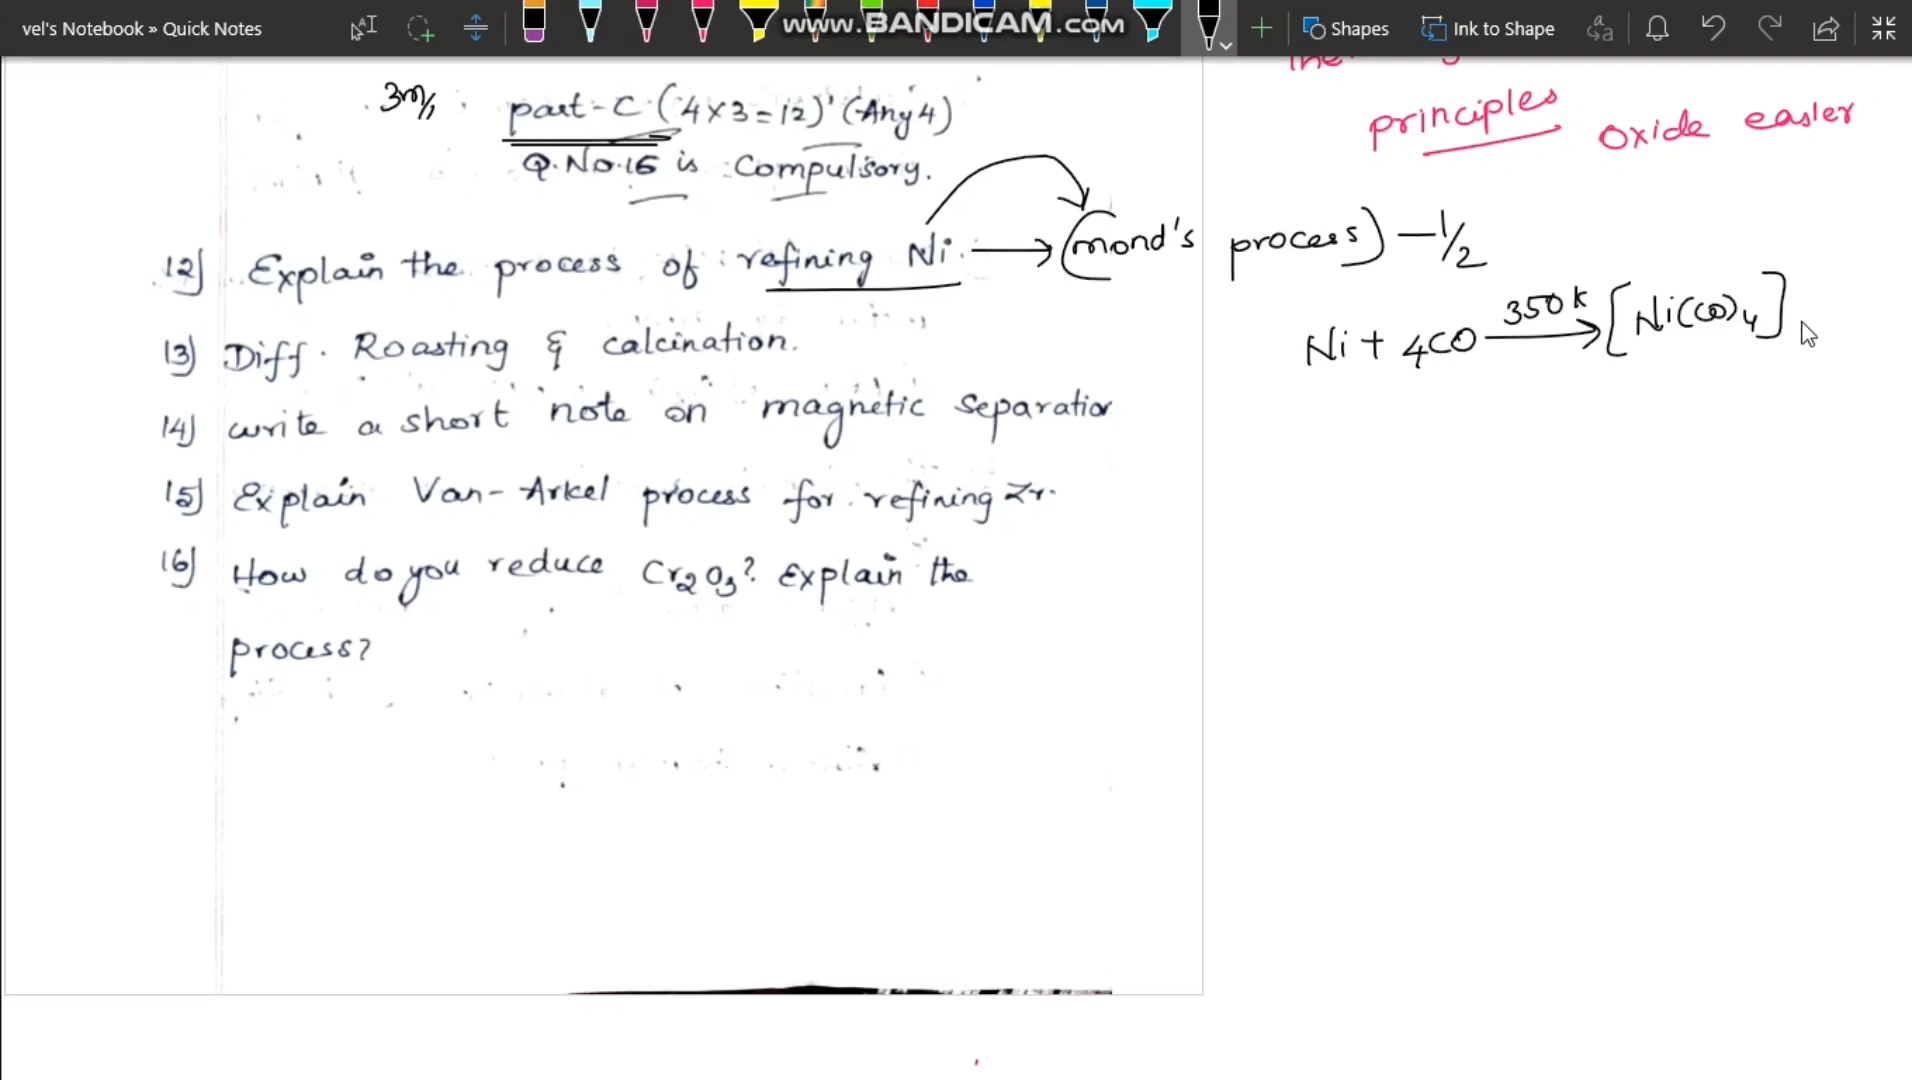 vel's Notebook » Quick Notes
www.BANDICAM.com
Shapes
Ink to Shape
principles oxide easier
3m/, part-C (4x3=12) (Any 4)
Q.No.16 is Compulsory.
12) Explain the process of refining Ni. → (mond's process) - 1/2
Ni + 4CO 350 K → [Ni(CO)4]
13) Diff. Roasting & calcination.
14) write a short note on magnetic separation
15) Explain Van-Arkel process for refining Zr.
16) How do you reduce Cr2O3? Explain the
process?